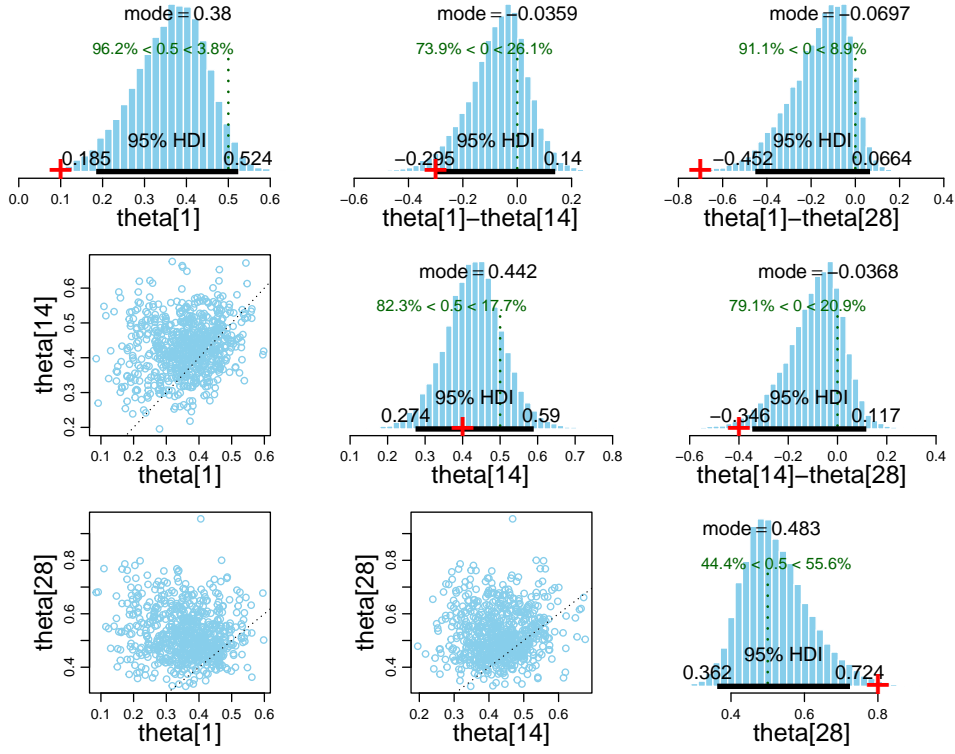 mode = 0.38
96.2% < 0.5 < 3.8%
95% HDI
0.185 0.524
0.0 0.1 0.2 0.3 0.4 0.5 0.6
theta[1]
mode = −0.0359
73.9% < 0 < 26.1%
95% HDI
−0.295 0.14
−0.6 −0.4 −0.2 0.0 0.2
theta[1]−theta[14]
mode = −0.0697
91.1% < 0 < 8.9%
95% HDI
−0.452 0.0664
−0.8 −0.6 −0.4 −0.2 0.0 0.2 0.4
theta[1]−theta[28]
theta[14]
0.2 0.3 0.4 0.5 0.6
0.1 0.2 0.3 0.4 0.5 0.6
theta[1]
mode = 0.442
82.3% < 0.5 < 17.7%
95% HDI
0.274 0.59
0.1 0.2 0.3 0.4 0.5 0.6 0.7 0.8
theta[14]
mode = −0.0368
79.1% < 0 < 20.9%
95% HDI
−0.346 0.117
−0.6 −0.4 −0.2 0.0 0.2 0.4
theta[14]−theta[28]
theta[28]
0.4 0.6 0.8
0.1 0.2 0.3 0.4 0.5 0.6
theta[1]
theta[28]
0.4 0.6 0.8
0.2 0.3 0.4 0.5 0.6
theta[14]
mode = 0.483
44.4% < 0.5 < 55.6%
95% HDI
0.362 0.724
0.4 0.6 0.8
theta[28]